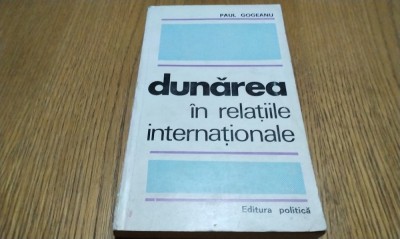 PAUL GOGEANU
dunărea
în relațiile
internaționale
Editura politică